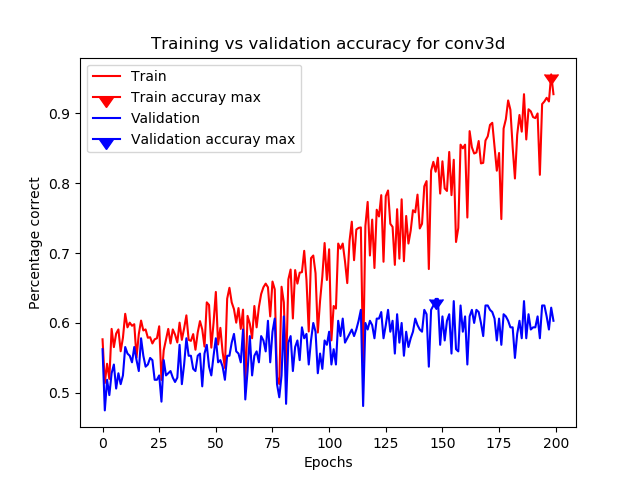 Training vs validation accuracy for conv3d
Train
Train accuray max
Validation
Validation accuray max
Percentage correct
0.9
0.8
0.7
0.6
0.5
0 25 50 75 100 125 150 175 200
Epochs